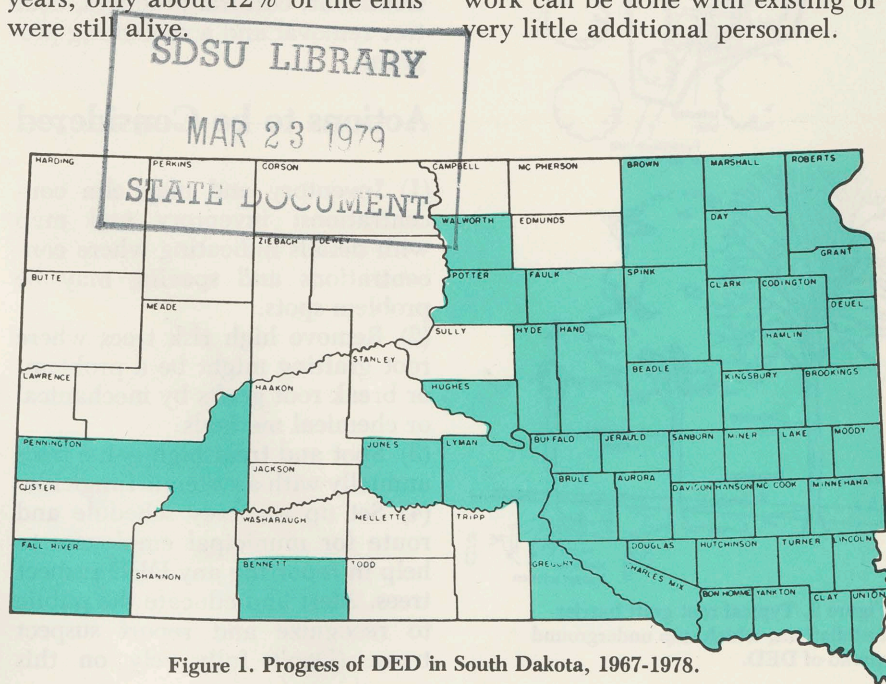 years, only about 12% of the elms
were still alive.
work can be done with existing or
very little additional personnel.
SDSU LIBRARY
MAR 23 1979
STATE DOCUMENT
HARDING PERKINS CORSON CAMPBELL MC PHERSON BROWN MARSHALL ROBERTS
WALWORTH EDMUNDS DAY
ZIEBACH DEWEY GRANT
BUTTE POTTER FAULK SPINK CLARK CODINGTON
MEADE DEUEL
SULLY HYDE HAND HAMLIN
STANLEY
LAWRENCE HAAKON HUGHES BEADLE KINGSBURY BROOKINGS
PENNINGTON JONES LYMAN BUFFALO JERAULD SANBURN MINER LAKE MOODY
JACKSON
CUSTER BRULE AURORA DAVISON HANSON MC COOK MINNEHAHA
WASHABAUGH MELLETTE TRIPP
FALL RIVER SHANNON BENNETT TODD GREGORY DOUGLAS HUTCHINSON TURNER LINCOLN
CHARLES MIX
BON HOMME YANKTON CLAY UNION
Figure 1. Progress of DED in South Dakota, 1967-1978.